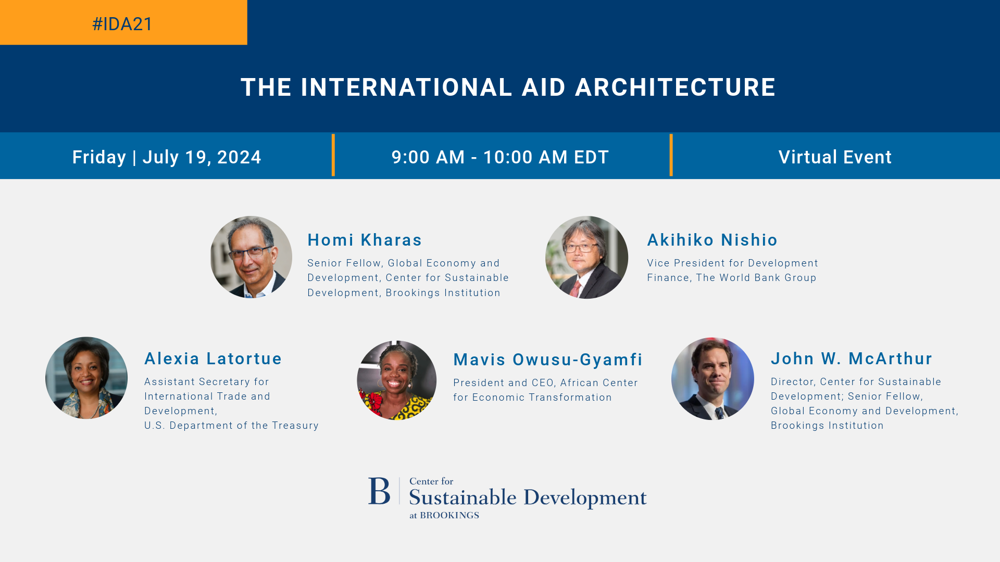 #IDA21
THE INTERNATIONAL AID ARCHITECTURE
Friday | July 19, 2024
9:00 AM - 10:00 AM EDT
Virtual Event
Homi Kharas
Senior Fellow, Global Economy and
Development, Center for Sustainable
Development, Brookings Institution
Akihiko Nishio
Vice President for Development
Finance, The World Bank Group
Alexia Latortue
Assistant Secretary for
International Trade and
Development,
U.S. Department of the Treasury
Mavis Owusu-Gyamfi
President and CEO, African Center
for Economic Transformation
John W. McArthur
Director, Center for Sustainable
Development; Senior Fellow,
Global Economy and Development,
Brookings Institution
B
Center for
Sustainable Development
at BROOKINGS